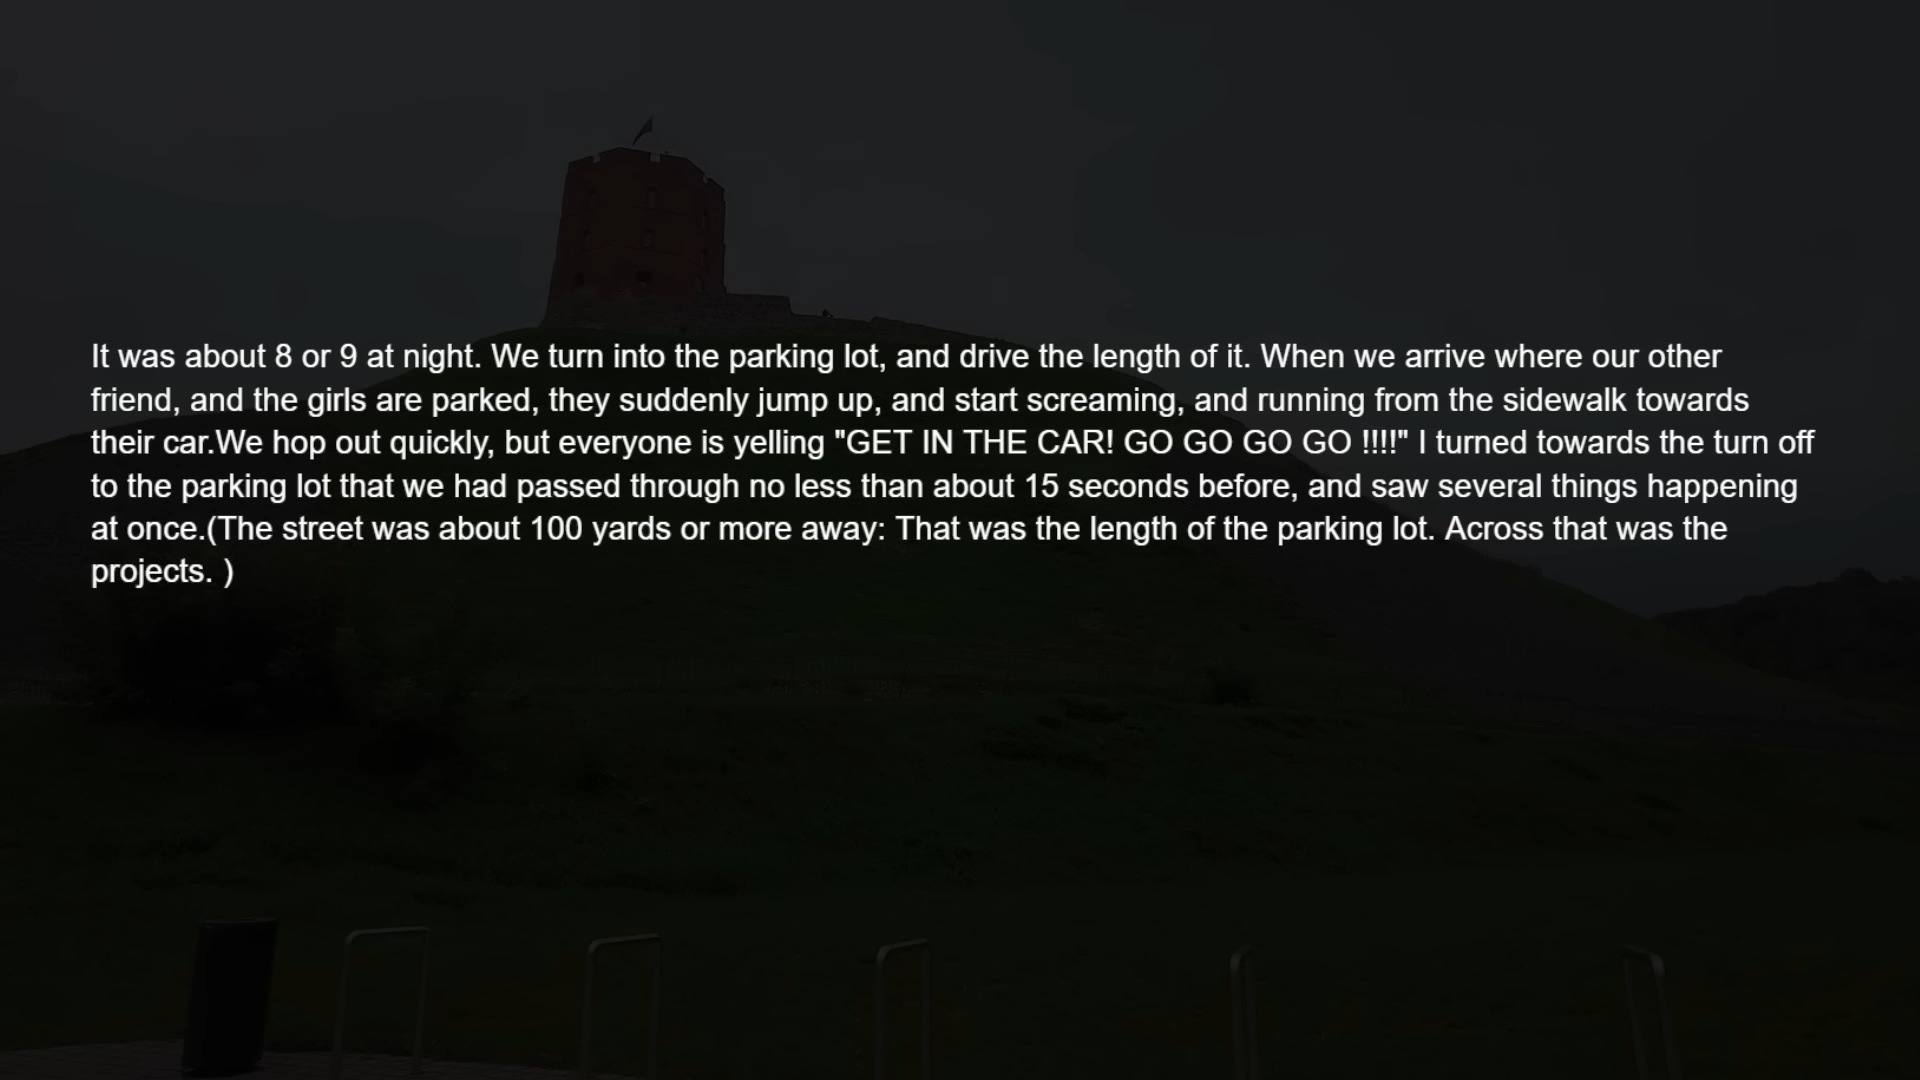 It was about 8 or 9 at night. We turn into the parking lot, and drive the length of it. When we arrive where our other
friend, and the girls are parked, they suddenly jump up, and start screaming, and running from the sidewalk towards
their car.We hop out quickly, but everyone is yelling "GET IN THE CAR! GO GO GO GO !!!!" I turned towards the turn off
to the parking lot that we had passed through no less than about 15 seconds before, and saw several things happening
at once.(The street was about 100 yards or more away: That was the length of the parking lot. Across that was the
projects. )